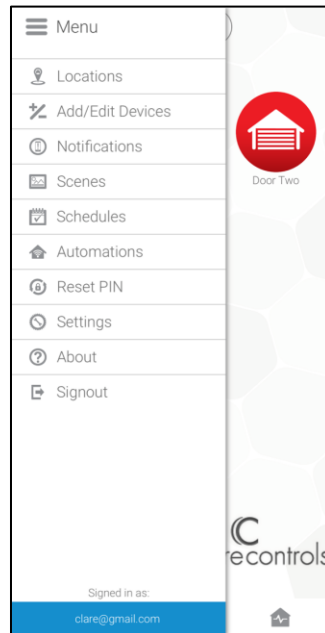 Menu
Locations
Add/Edit Devices
Notifications
Scenes
Schedules
Automations
Reset PIN
Settings
About
Signout
Door Two
recontrols
Signed in as:
clare@gmail.com